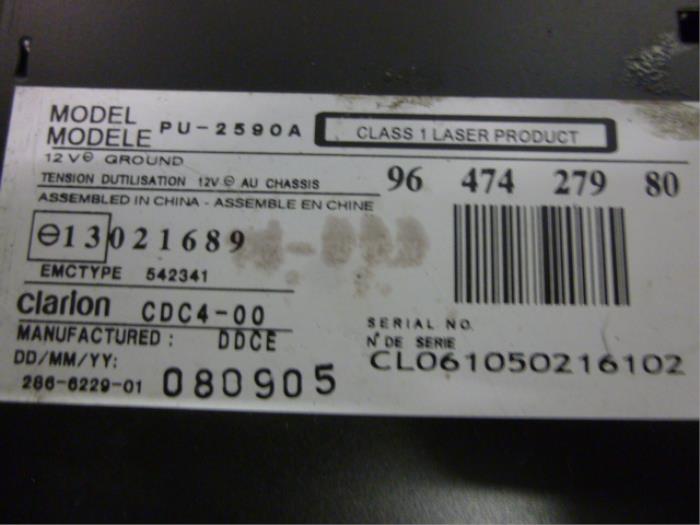 MODEL
MODELE PU-2590A CLASS 1 LASER PRODUCT
12V⊖ GROUND
TENSION DUTILISATION 12V⊖ AU CHASSIS 96 474 279 80
ASSEMBLED IN CHINA - ASSEMBLE EN CHINE
e13 021689
EMCTYPE 542341
clarion CDC4-00
MANUFACTURED: DDCE
DD/MM/YY:
286-6229-01 080905
SERIAL NO.
N° DE SERIE
CL061050216102